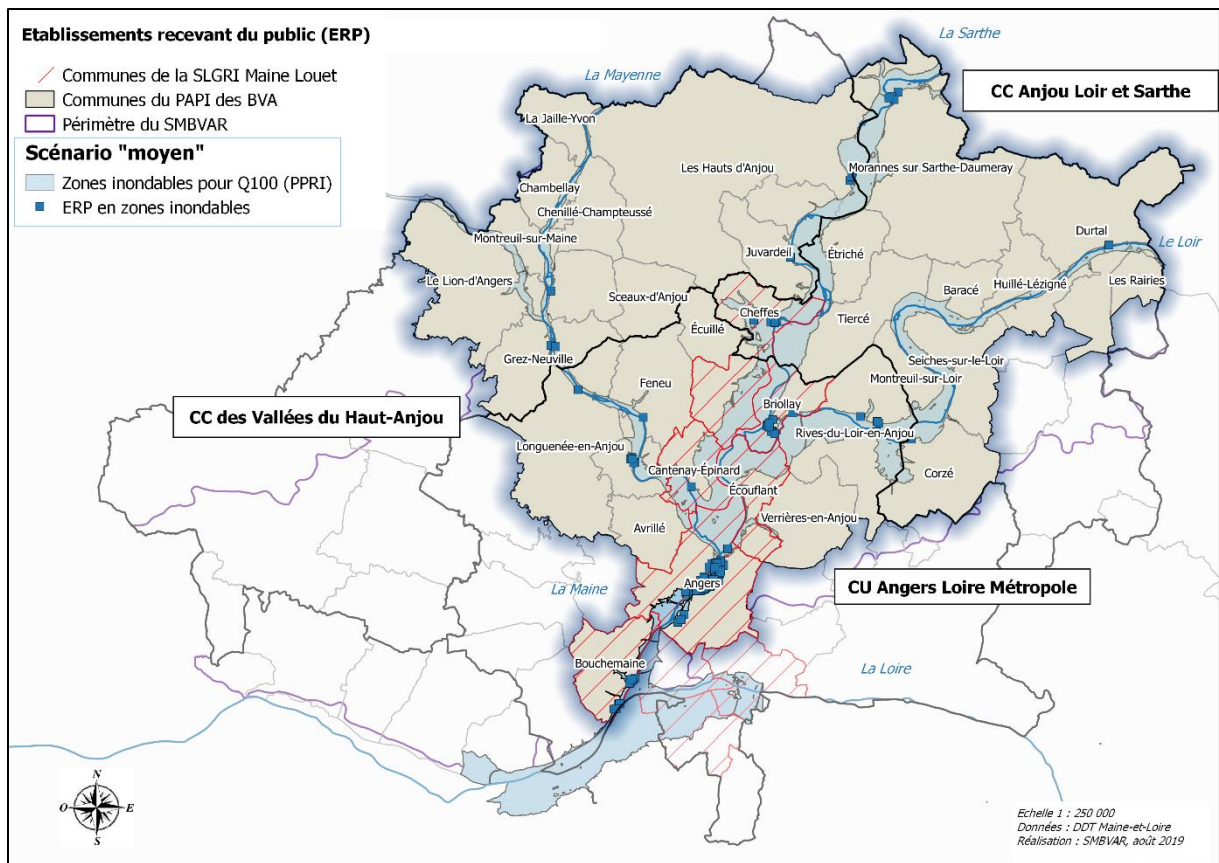 Etablissements recevant du public (ERP)
Communes de la SLGRI Maine Louet
Communes du PAPI des BVA
Périmètre du SMBVAR
Scénario "moyen"
Zones inondables pour Q100 (PPRI)
ERP en zones inondables
La Sarthe
La Mayenne
CC Anjou Loir et Sarthe
La Jaille-Yvon
Les Hauts d'Anjou
Morannes sur Sarthe-Daumeray
Chambellay
Chenillé-Champteussé
Montreuil-sur-Maine
Durtal
Le Loir
Juvardeil
Étriché
Le Lion-d'Angers
Huillé-Lézigné
Les Rairies
Baracé
Sceaux-d'Anjou
Cheffes
Tiercé
Écuillé
Grez-Neuville
Seiches-sur-le-Loir
Feneu
Montreuil-sur-Loir
CC des Vallées du Haut-Anjou
Briollay
Rives-du-Loir-en-Anjou
Longuenée-en-Anjou
Cantenay-Épinard
Corzé
Écouflant
Avrillé
Verrières-en-Anjou
La Maine
Angers
CU Angers Loire Métropole
Bouchemaine
La Loire
N
O
E
S
Echelle 1 : 250 000
Données : DDT Maine-et-Loire
Réalisation : SMBVAR, août 2019